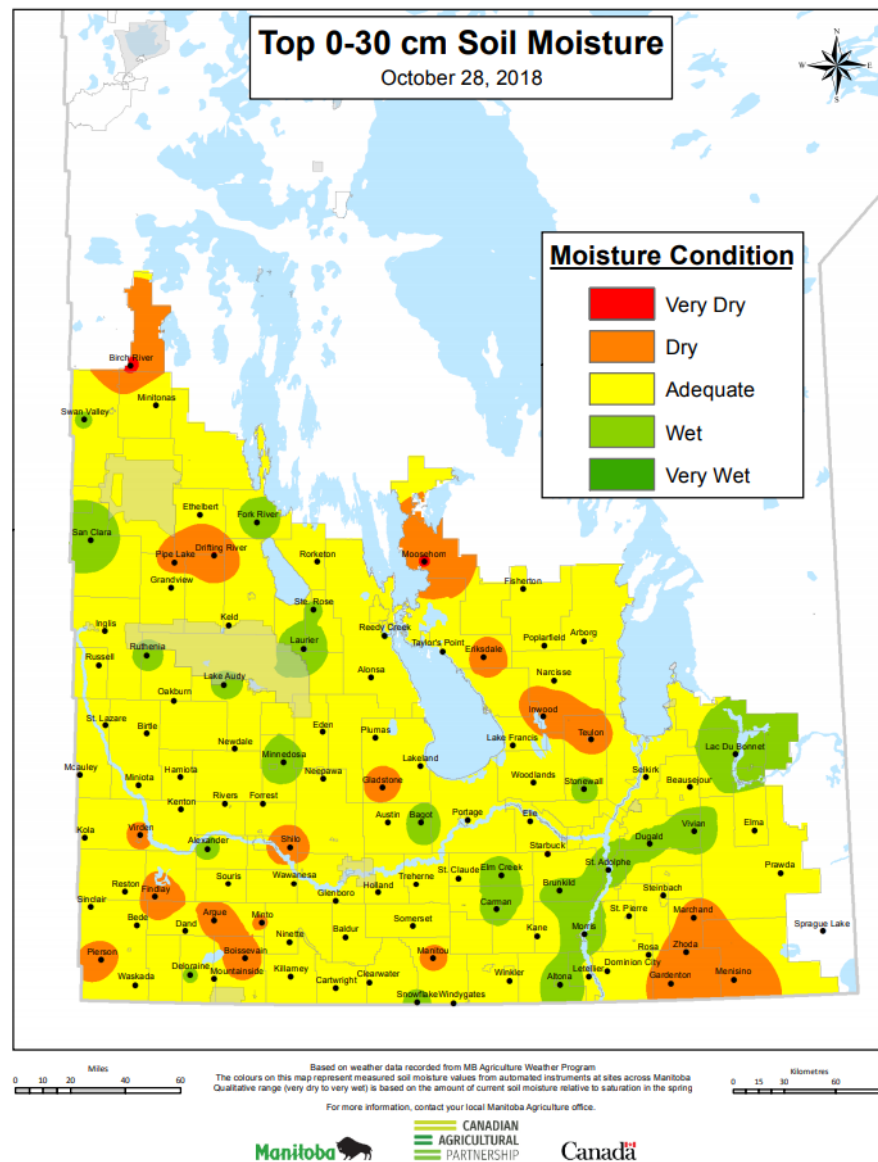 Top 0-30 cm Soil Moisture
October 28, 2018
N
W
E
S
Moisture Condition
Very Dry
Dry
Adequate
Wet
Very Wet
Birch River
Minitonas
Swan Valley
Ethelbert
Fork River
San Clara
Pipe Lake
Drifting River
Rorketon
Moosehorn
Grandview
Fisherton
Ste. Rose
Inglis
Keld
Reedy Creek
Taylor's Point
Poplarfield
Arborg
Ruthenia
Laurier
Eriksdale
Russell
Lake Audy
Alonsa
Narcisse
Oakburn
Inwood
St. Lazare
Birtle
Eden
Plumas
Teulon
Newdale
Lake Francis
Lac Du Bonnet
Minnedosa
Mcauley
Hamiota
Neepawa
Lakeland
Woodlands
Selkirk
Miniota
Gladstone
Stonewall
Beausejour
Kenton
Rivers
Forrest
Austin
Bagot
Portage
Elie
Vivian
Elma
Kola
Virden
Alexander
Shilo
Dugald
Starbuck
St. Adolphe
Prawda
Reston
Findlay
Souris
Wawanesa
Holland
Treherne
St. Claude
Elm Creek
Brunkild
Steinbach
Sinclair
Glenboro
Carman
St. Pierre
Marchand
Bede
Dand
Argue
Minto
Ninette
Baldur
Somerset
Kane
Morris
Sprague Lake
Pierson
Boissevain
Manitou
Rosa
Zhoda
Waskada
Deloraine
Mountainside
Killarney
Cartwright
Clearwater
Winkler
Altona
Letellier
Dominion City
Gardenton
Menisino
Snowflake
Windygates
Miles
0 10 20 40 60
Kilometres
0 15 30 60
Based on weather data recorded from MB Agriculture Weather Program
The colours on this map represent measured soil moisture values from automated instruments at sites across Manitoba
Qualitative range (very dry to very wet) is based on the amount of current soil moisture relative to saturation in the spring
For more information, contact your local Manitoba Agriculture office.
Manitoba
CANADIAN
AGRICULTURAL
PARTNERSHIP
Canada